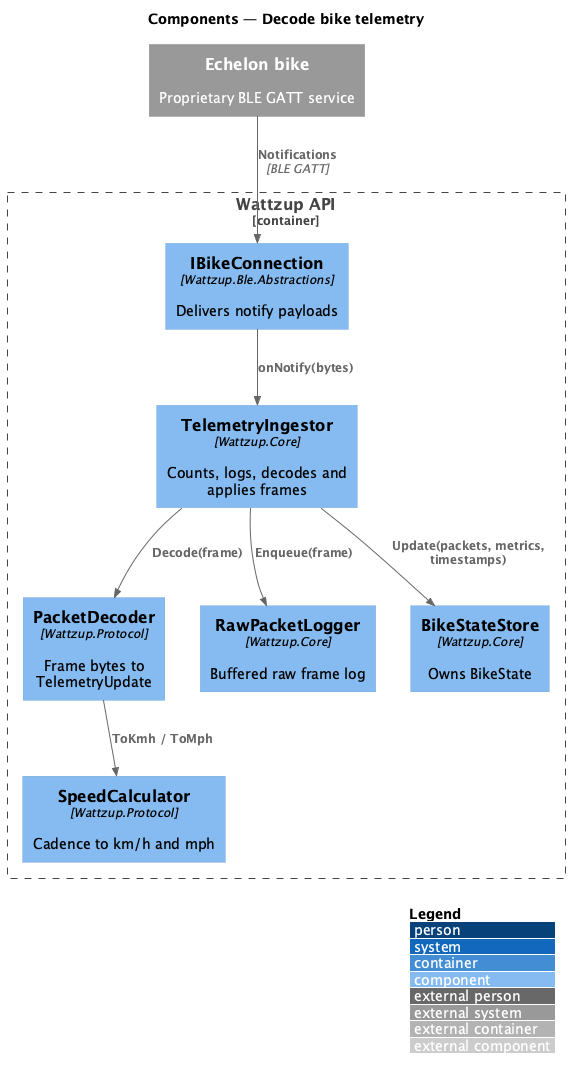 Components — Decode bike telemetry
Echelon bike
Proprietary BLE GATT service
Notifications
[BLE GATT]
Wattzup API
[container]
IBikeConnection
[Wattzup.Ble.Abstractions]
Delivers notify payloads
onNotify(bytes)
TelemetryIngestor
[Wattzup.Core]
Counts, logs, decodes and
applies frames
Decode(frame)
Enqueue(frame)
Update(packets, metrics,
timestamps)
PacketDecoder
[Wattzup.Protocol]
Frame bytes to
TelemetryUpdate
RawPacketLogger
[Wattzup.Core]
Buffered raw frame log
BikeStateStore
[Wattzup.Core]
Owns BikeState
ToKmh / ToMph
SpeedCalculator
[Wattzup.Protocol]
Cadence to km/h and mph
Legend
person
system
container
component
external person
external system
external container
external component